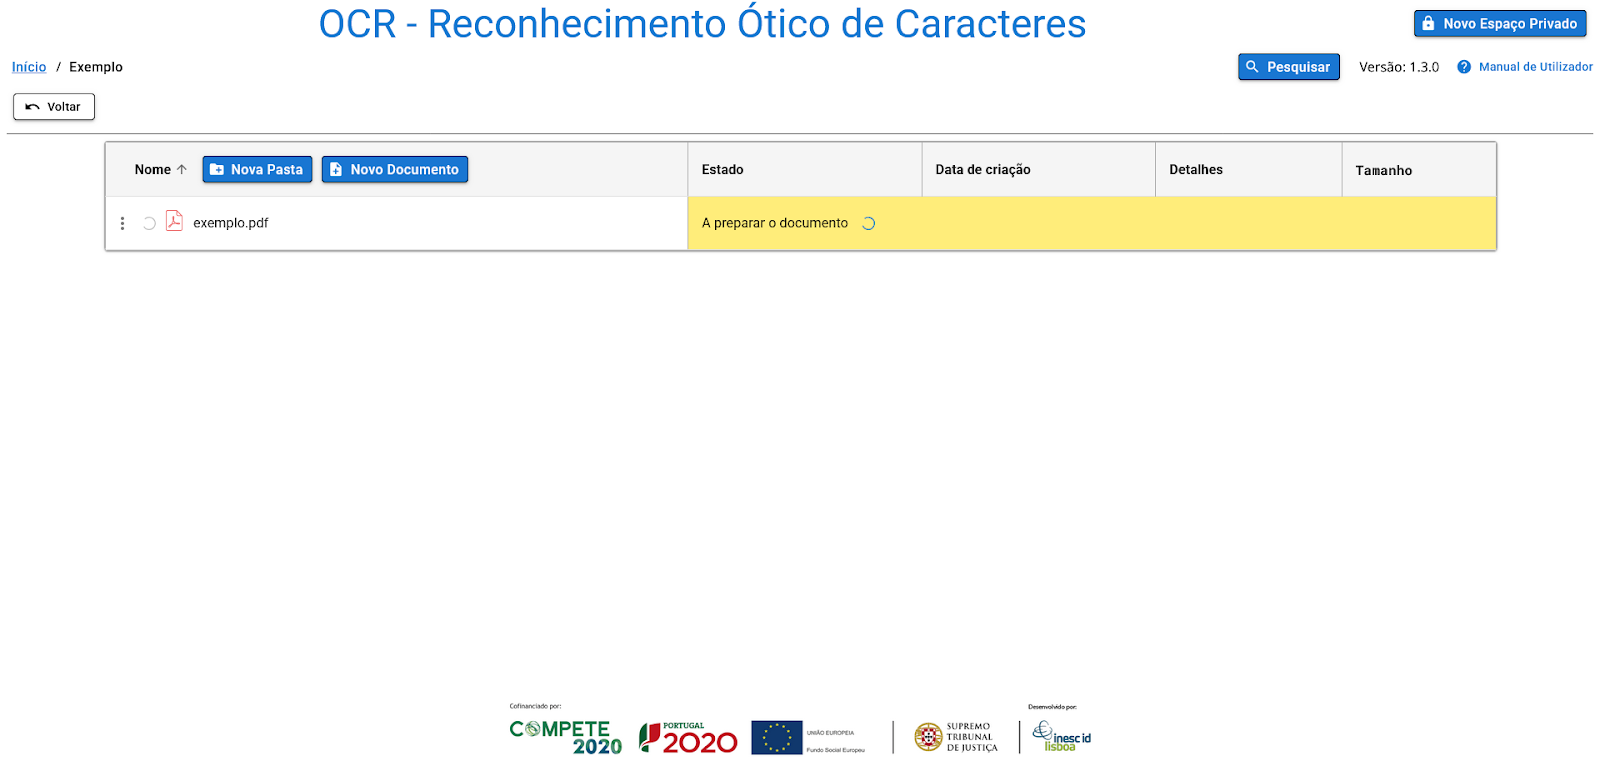 OCR - Reconhecimento Ótico de Caracteres
Novo Espaço Privado
Início / Exemplo
Pesquisar
Versão: 1.3.0
Manual de Utilizador
Voltar
Nome
Nova Pasta
Novo Documento
Estado
Data de criação
Detalhes
Tamanho
exemplo.pdf
A preparar o documento
Cofinanciado por:
COMPETE
2020
PORTUGAL
2020
UNIÃO EUROPEIA
Fundo Social Europeu
SUPREMO
TRIBUNAL
DE JUSTIÇA
Desenvolvido por:
inesc id
lisboa